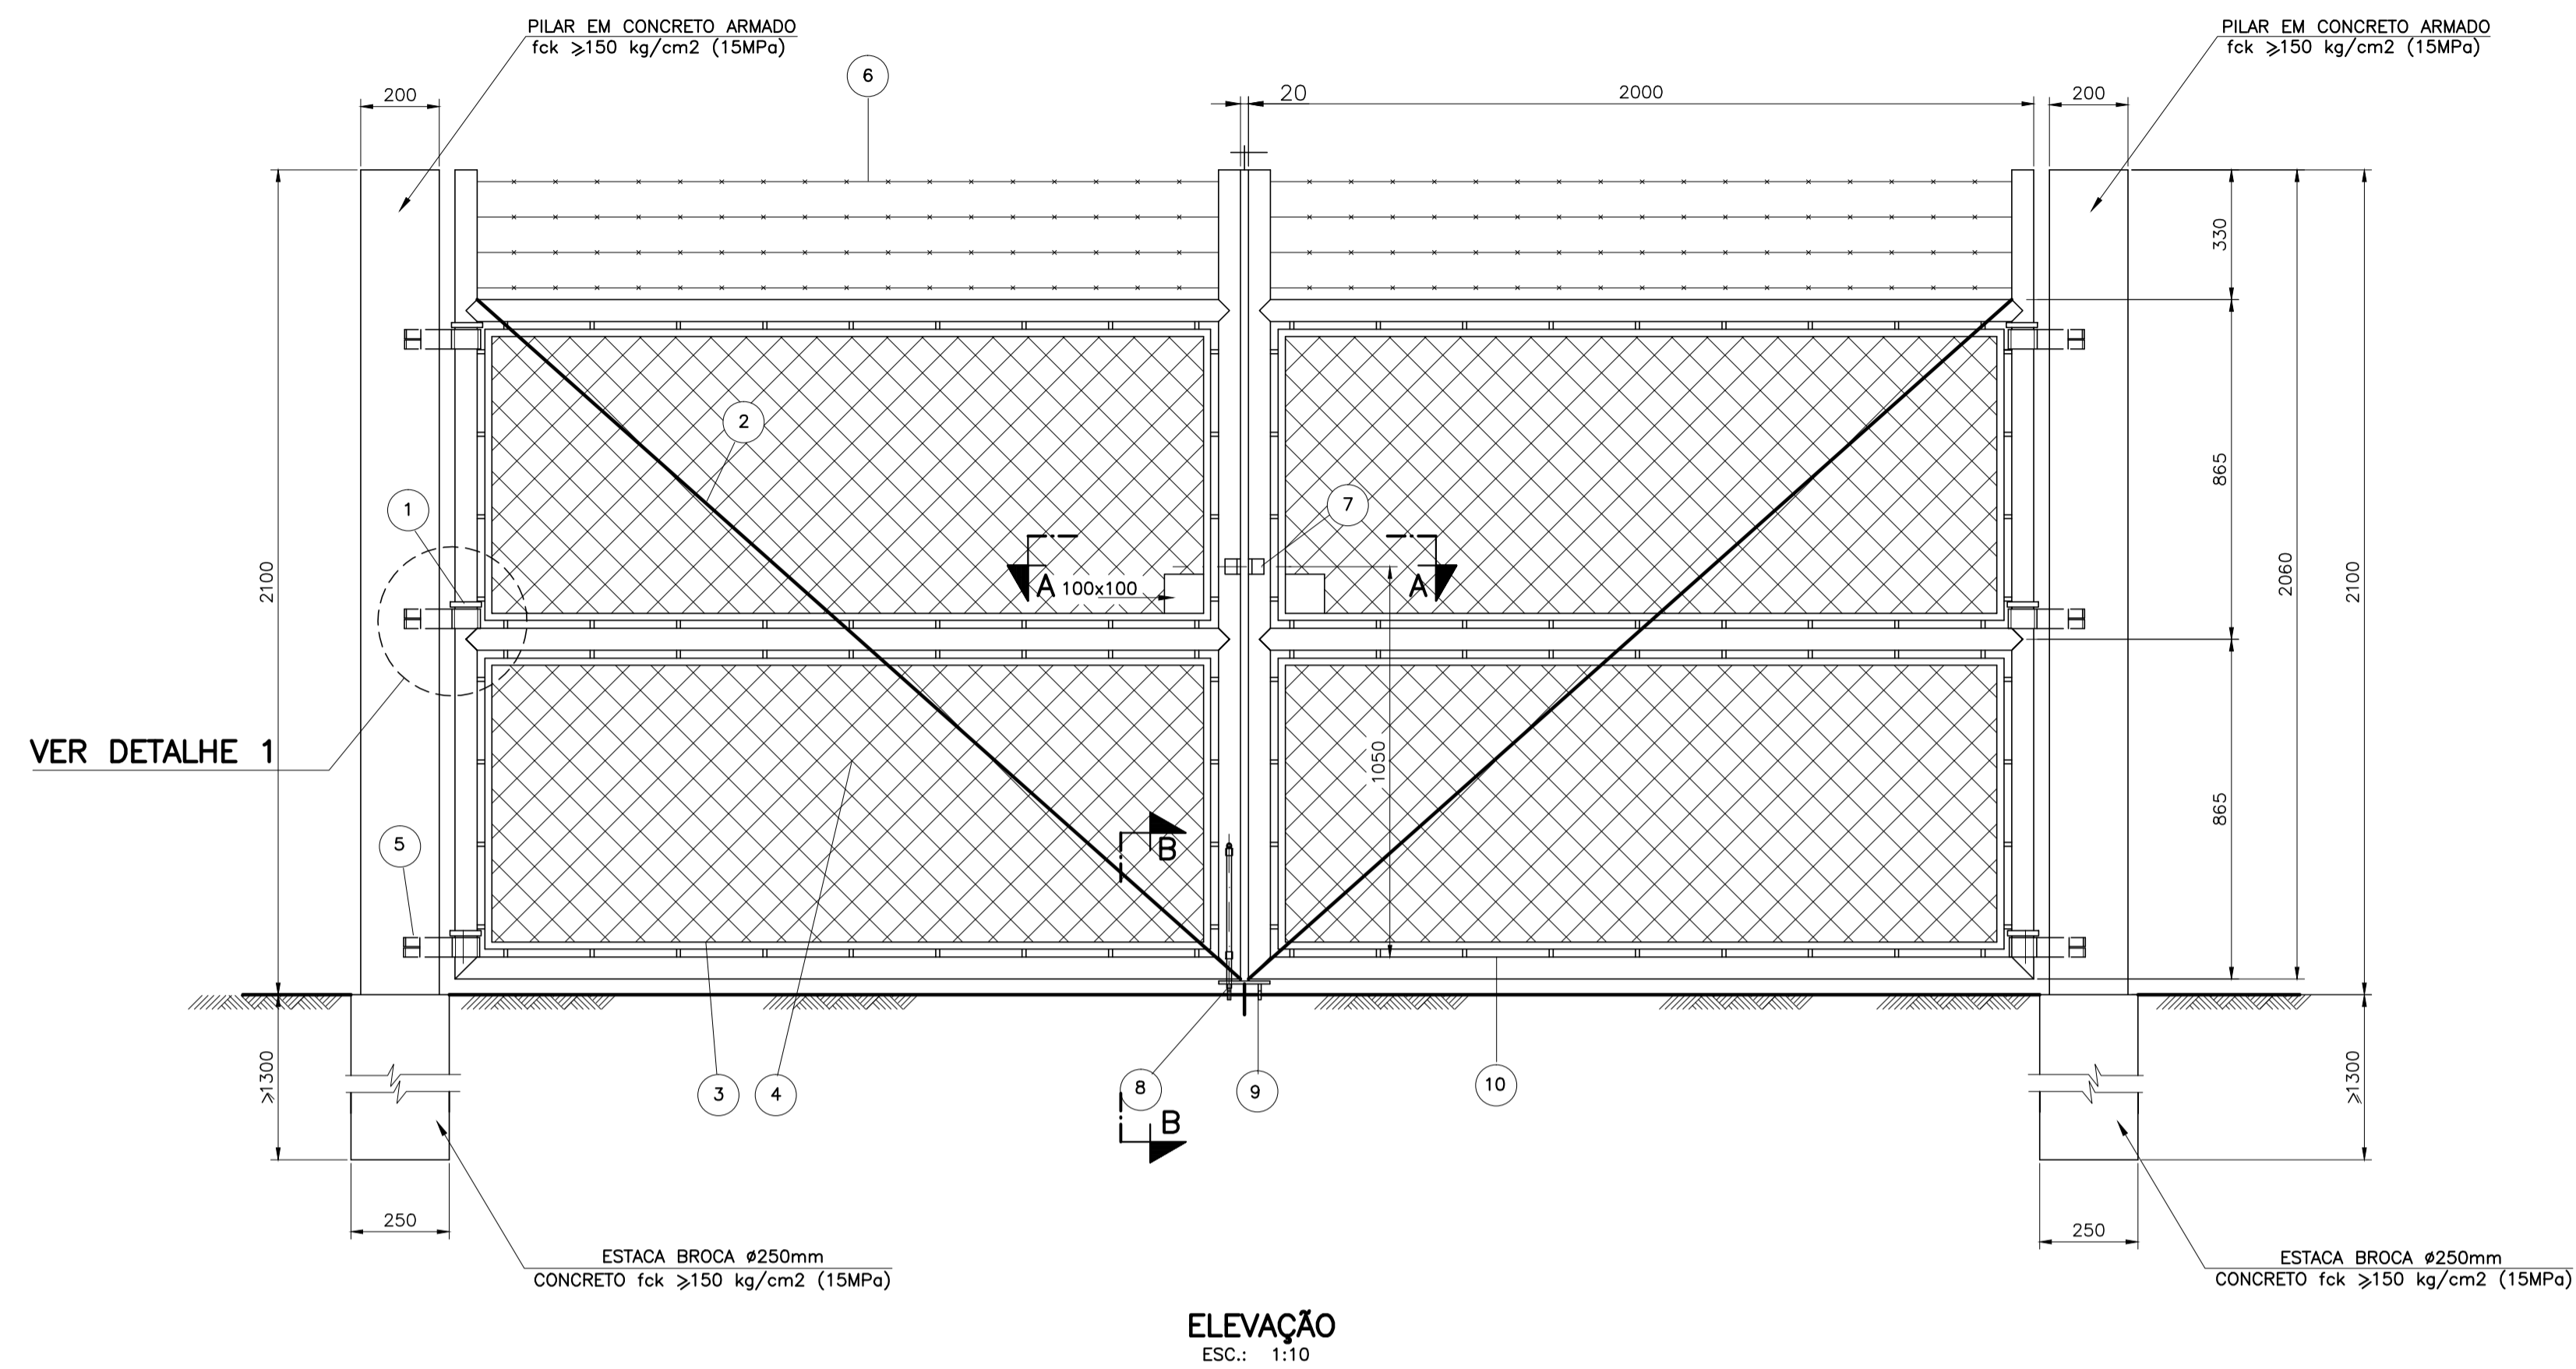 PILAR EM CONCRETO ARMADO
fck ⩾150 kg/cm2 (15MPa)
PILAR EM CONCRETO ARMADO
fck ⩾150 kg/cm2 (15MPa)
6
200
20
2000
200
330
2
865
1
7
2100
A
100x100
A
2060
2100
VER DETALHE 1
1050
865
5
B
⩾1300
3
4
8
9
10
B
⩾1300
250
250
ESTACA BROCA ø250mm
CONCRETO fck ⩾150 kg/cm2 (15MPa)
ESTACA BROCA ø250mm
CONCRETO fck ⩾150 kg/cm2 (15MPa)
ELEVAÇÃO
ESC.: 1:10